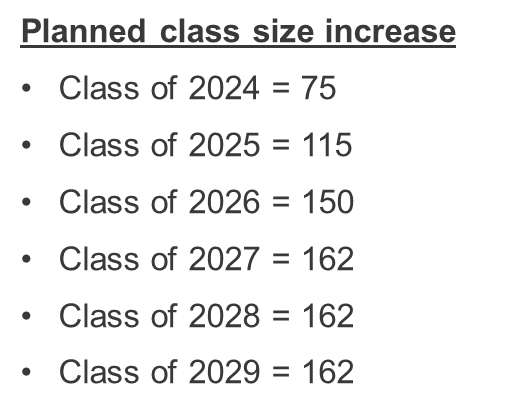 Planned class size increase
• Class of 2024 = 75
• Class of 2025 = 115
• Class of 2026 = 150
• Class of 2027 = 162
• Class of 2028 = 162
• Class of 2029 = 162